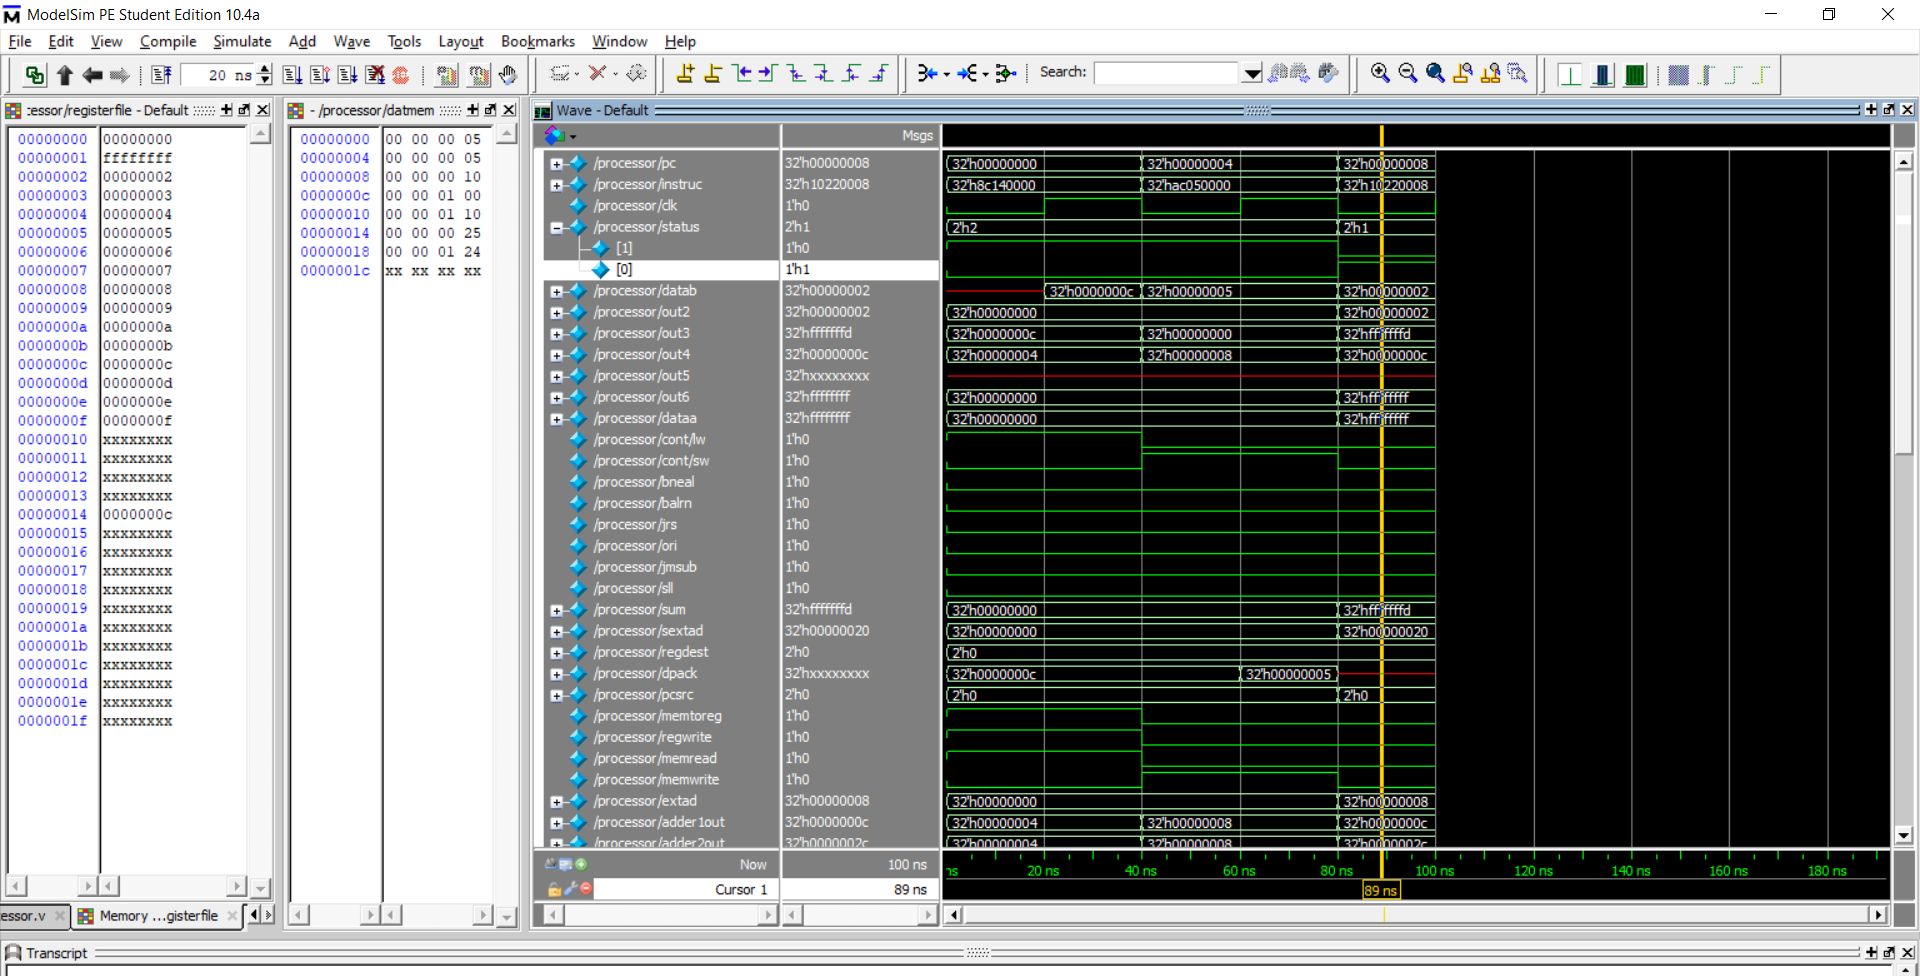 ModelSim PE Student Edition 10.4a
File Edit View Compile Simulate Add Wave Tools Layout Bookmarks Window Help
20 ns
Search:
:essor/registerfile - Default
00000000 00000000
00000001 ffffffff
00000002 00000002
00000003 00000003
00000004 00000004
00000005 00000005
00000006 00000006
00000007 00000007
00000008 00000008
00000009 00000009
0000000a 0000000a
0000000b 0000000b
0000000c 0000000c
0000000d 0000000d
0000000e 0000000e
0000000f 0000000f
00000010 xxxxxxxx
00000011 xxxxxxxx
00000012 xxxxxxxx
00000013 xxxxxxxx
00000014 0000000c
00000015 xxxxxxxx
00000016 xxxxxxxx
00000017 xxxxxxxx
00000018 xxxxxxxx
00000019 xxxxxxxx
0000001a xxxxxxxx
0000001b xxxxxxxx
0000001c xxxxxxxx
0000001d xxxxxxxx
0000001e xxxxxxxx
0000001f xxxxxxxx
essor.v
Memory ...gisterfile
- /processor/datmem
00000000 00 00 00 05
00000004 00 00 00 05
00000008 00 00 00 10
0000000c 00 00 01 00
00000010 00 00 01 10
00000014 00 00 00 25
00000018 00 00 01 24
0000001c xx xx xx xx
Wave - Default
Msgs
/processor/pc 32'h00000008 32'h00000000 32'h00000004 32'h00000008
/processor/instruc 32'h10220008 32'h8c140000 32'hac050000 32'h10220008
/processor/clk 1'h0
/processor/status 2'h1 2'h2 2'h1
[1] 1'h0
[0] 1'h1
/processor/datab 32'h00000002 32'h0000000c 32'h00000005 32'h00000002
/processor/out2 32'h00000002 32'h00000000 32'h00000002
/processor/out3 32'hfffffffd 32'h0000000c 32'h00000000 32'hfffffffd
/processor/out4 32'h0000000c 32'h00000004 32'h00000008 32'h0000000c
/processor/out5 32'hxxxxxxxx
/processor/out6 32'hffffffff 32'h00000000 32'hffffffff
/processor/dataa 32'hffffffff 32'h00000000 32'hffffffff
/processor/cont/lw 1'h0
/processor/cont/sw 1'h0
/processor/bneal 1'h0
/processor/balrn 1'h0
/processor/jrs 1'h0
/processor/ori 1'h0
/processor/jmsub 1'h0
/processor/sll 1'h0
/processor/sum 32'hfffffffd 32'h00000000 32'hfffffffd
/processor/sextad 32'h00000020 32'h00000000 32'h00000020
/processor/regdest 2'h0 2'h0
/processor/dpack 32'hxxxxxxxx 32'h0000000c 32'h00000005
/processor/pcsrc 2'h0 2'h0 2'h0
/processor/memtoreg 1'h0
/processor/regwrite 1'h0
/processor/memread 1'h0
/processor/memwrite 1'h0
/processor/extad 32'h00000008 32'h00000000 32'h00000008
/processor/adder1out 32'h0000000c 32'h00000004 32'h00000008 32'h0000000c
/processor/adder2out 32'h0000002c 32'h00000004 32'h00000008 32'h0000002c
Now 100 ns
ns 20 ns 40 ns 60 ns 80 ns 100 ns 120 ns 140 ns 160 ns 180 ns
Cursor 1 89 ns
89 ns
Transcript